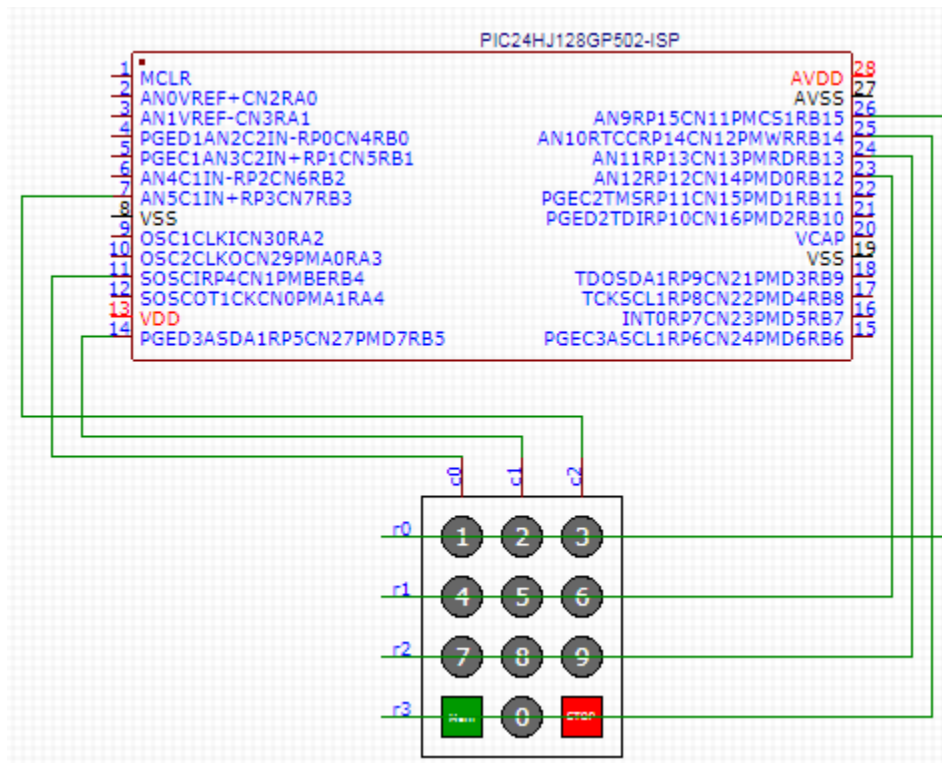 PIC24HJ128GP502-ISP
1 MCLR
2 AN0VREF+CN2RA0
3 AN1VREF-CN3RA1
4 PGED1AN2C2IN-RP0CN4RB0
5 PGEC1AN3C2IN+RP1CN5RB1
6 AN4C1IN-RP2CN6RB2
7 AN5C1IN+RP3CN7RB3
8 VSS
9 OSC1CLKICN30RA2
10 OSC2CLKOCN29PMA0RA3
11 SOSCIRP4CN1PMBERB4
12 SOSCOT1CKCN0PMA1RA4
13 VDD
14 PGED3ASDA1RP5CN27PMD7RB5
AVDD 28
AVSS 27
AN9RP15CN11PMCS1RB15 26
AN10RTCCRP14CN12PMWRRB14 25
AN11RP13CN13PMRDRB13 24
AN12RP12CN14PMD0RB12 23
PGEC2TMSRP11CN15PMD1RB11 22
PGED2TDIRP10CN16PMD2RB10 21
VCAP 20
VSS 19
TDOSDA1RP9CN21PMD3RB9 18
TCKSCL1RP8CN22PMD4RB8 17
INT0RP7CN23PMD5RB7 16
PGEC3ASCL1RP6CN24PMD6RB6 15
c0 c1 c2
r0 1 2 3
r1 4 5 6
r2 7 8 9
r3 0 STOP